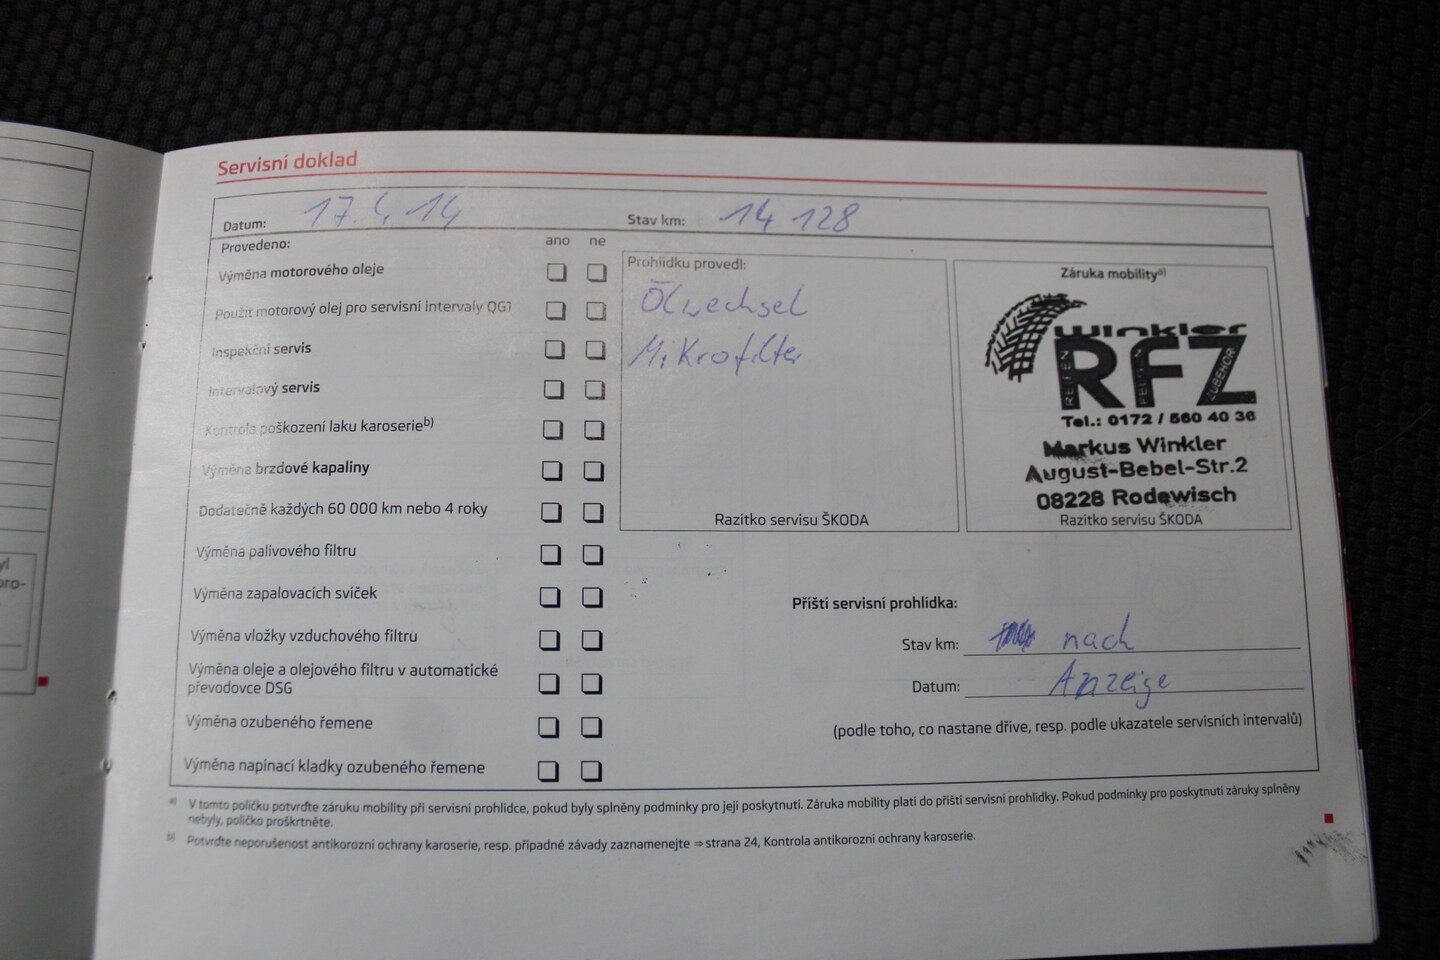 Servisní doklad
Datum: 17.4.14
Stav km: 14 128
Provedeno:
ano ne
Výměna motorového oleje
Použit motorový olej pro servisní intervaly QG1
Inspekční servis
Intervalový servis
Kontrola poškození laku karoserieb)
Výměna brzdové kapaliny
Dodatečně každých 60 000 km nebo 4 roky
Výměna palivového filtru
Výměna zapalovacích svíček
Výměna vložky vzduchového filtru
Výměna oleje a olejového filtru v automatické
převodovce DSG
Výměna ozubeného řemene
Výměna napínací kladky ozubeného řemene
Prohlídku provedl:
Ölwechsel
Mikrofilter
Razítko servisu ŠKODA
Záruka mobilitya)
Winkler
RFZ
REIFEN FELGEN ZUBEHÖR
Tel.: 0172 / 560 40 36
Markus Winkler
August-Bebel-Str.2
08228 Rodewisch
Razítko servisu ŠKODA
Příští servisní prohlídka:
Stav km: nach
Datum: Anzeige
(podle toho, co nastane dříve, resp. podle ukazatele servisních intervalů)
a) V tomto políčku potvrďte záruku mobility při servisní prohlídce, pokud byly splněny podmínky pro její poskytnutí. Záruka mobility platí do příští servisní prohlídky. Pokud podmínky pro poskytnutí záruky splněny
nebyly, políčko proškrtněte.
b) Potvrďte neporušenost antikorozní ochrany karoserie, resp. případné závady zaznamenejte ⇒ strana 24, Kontrola antikorozní ochrany karoserie.